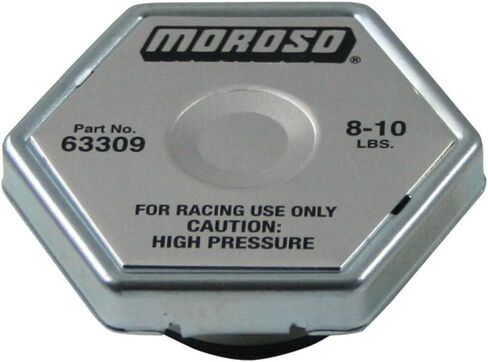 MOROSO®
Part No.
63309
8-10
LBS.
FOR RACING USE ONLY
CAUTION:
HIGH PRESSURE